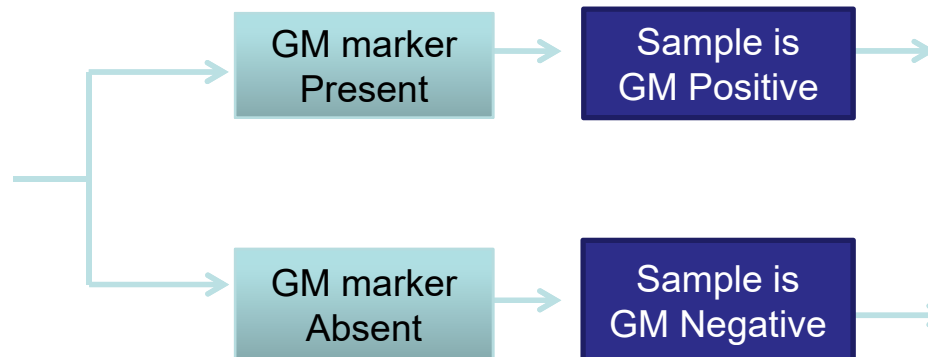 GM marker
Present
Sample is
GM Positive
GM marker
Absent
Sample is
GM Negative